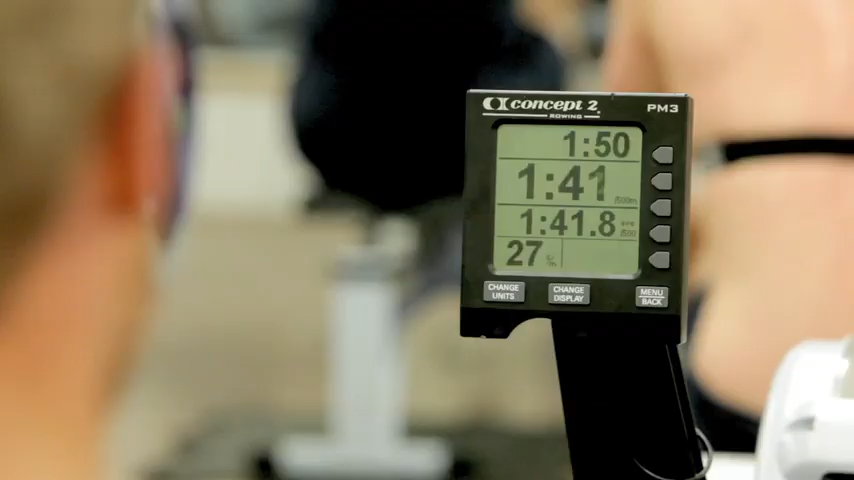 concept 2
ROWING
PM3
1:50
1:41 /500m
1:41.8
27 s/m
CHANGE UNITS
CHANGE DISPLAY
MENU BACK